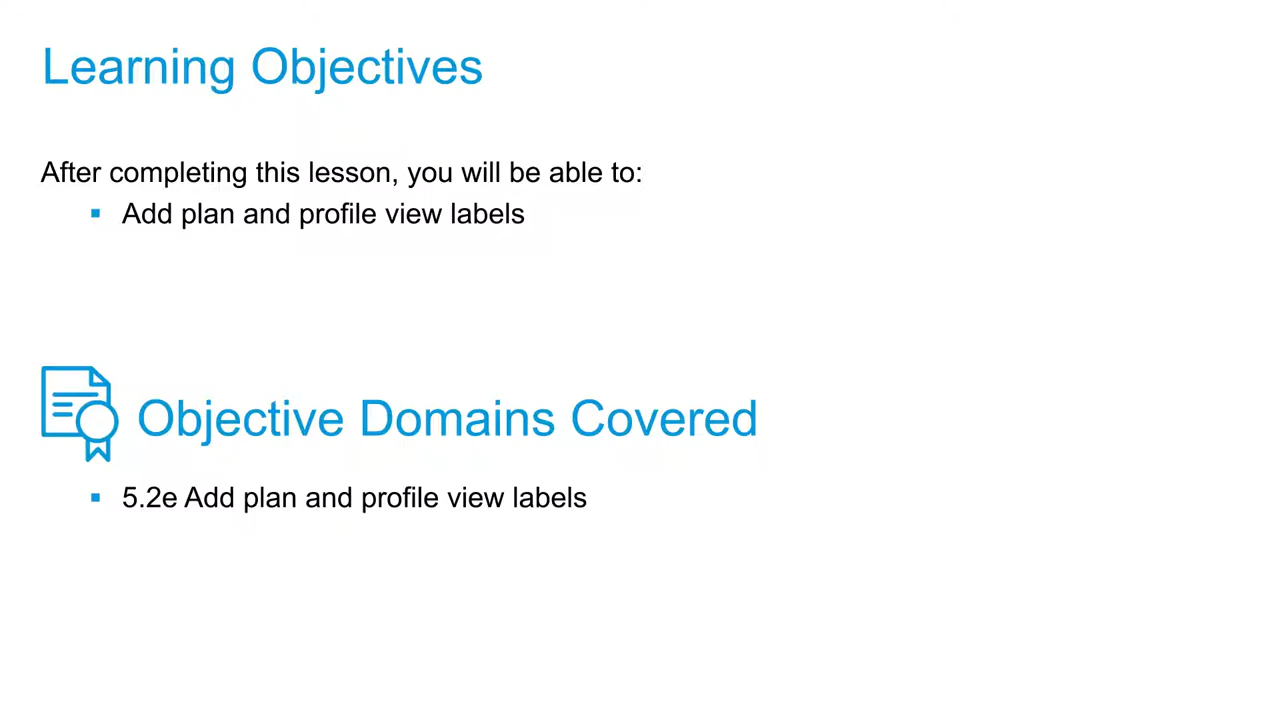 Learning Objectives
After completing this lesson, you will be able to:
▪ Add plan and profile view labels
Objective Domains Covered
▪ 5.2e Add plan and profile view labels